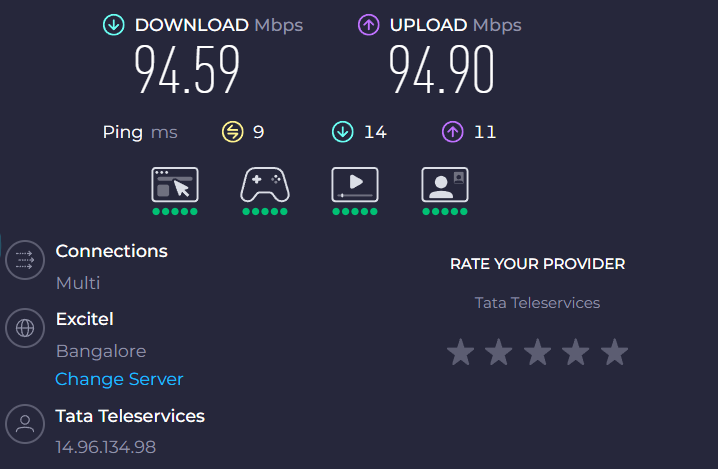 DOWNLOAD Mbps
94.59
UPLOAD Mbps
94.90
Ping ms 9 14 11
Connections
Multi
Excitel
Bangalore
Change Server
Tata Teleservices
14.96.134.98
RATE YOUR PROVIDER
Tata Teleservices